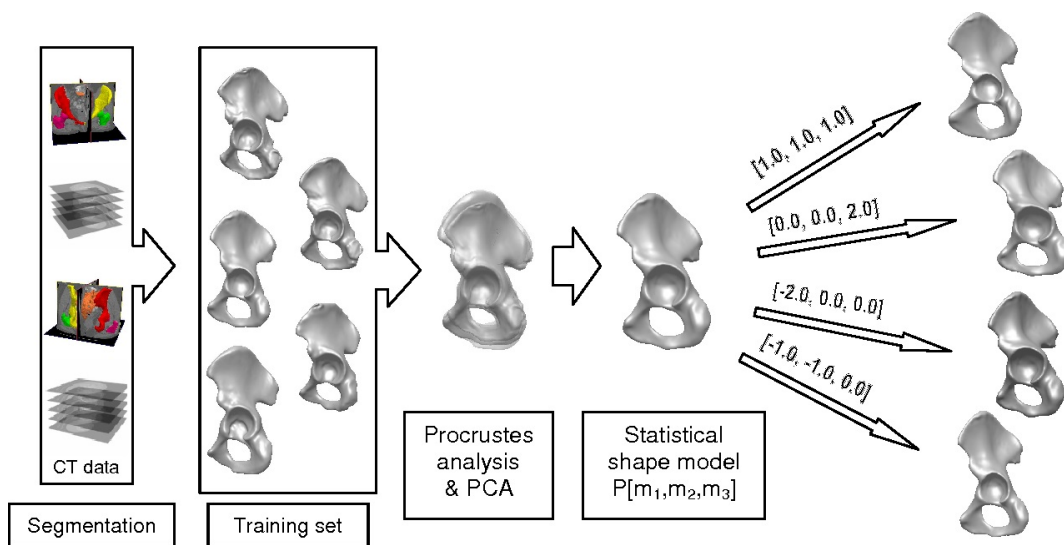 CT data
Segmentation
Training set
Procrustes
analysis
& PCA
Statistical
shape model
P[m₁,m₂,m₃]
[1.0, 1.0, 1.0]
[0.0, 0.0, 2.0]
[-2.0, 0.0, 0.0]
[-1.0, -1.0, 0.0]